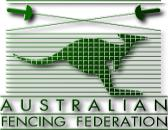 AUSTRALIAN
FENCING FEDERATION